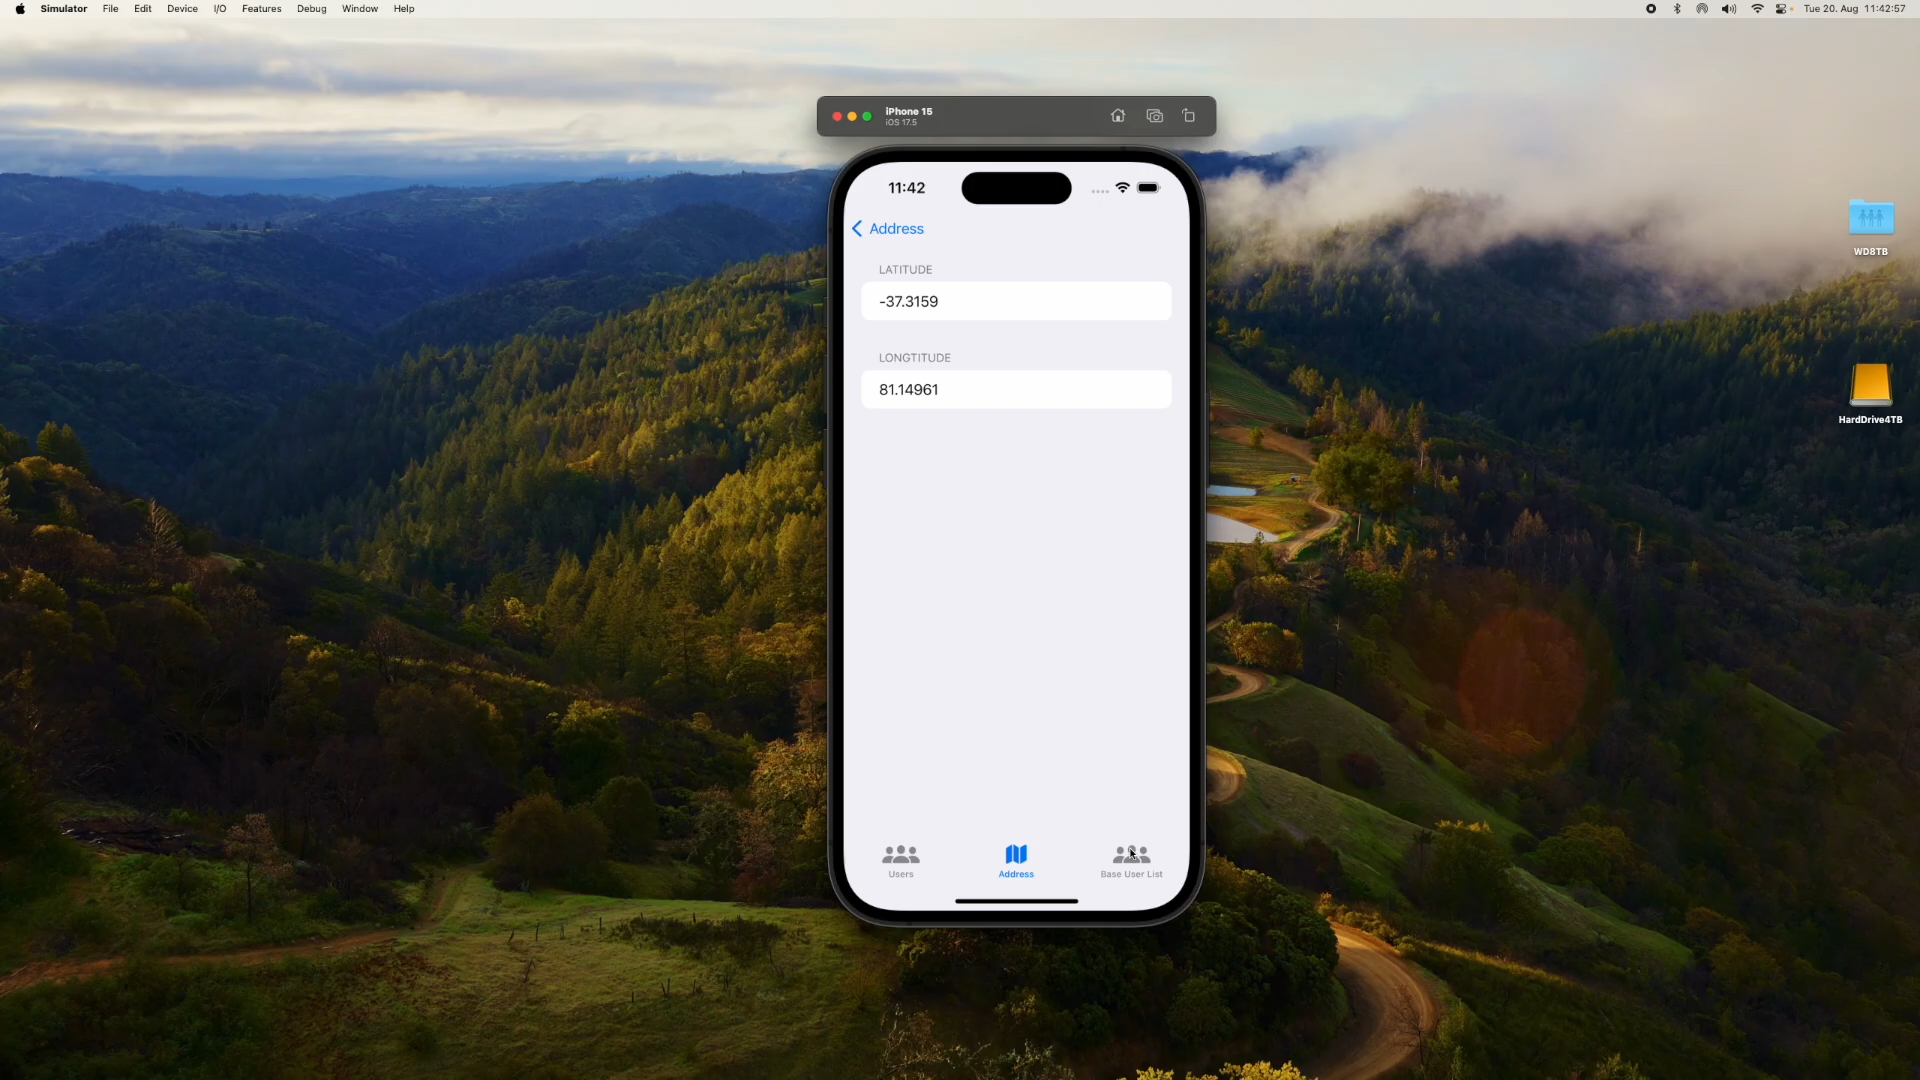 Simulator File Edit Device I/O Features Debug Window Help Tue 20. Aug 11:42:57
iPhone 15
iOS 17.5
11:42
Address
LATITUDE
-37.3159
LONGTITUDE
81.14961
Users Address Base User List
WD8TB
HardDrive4TB